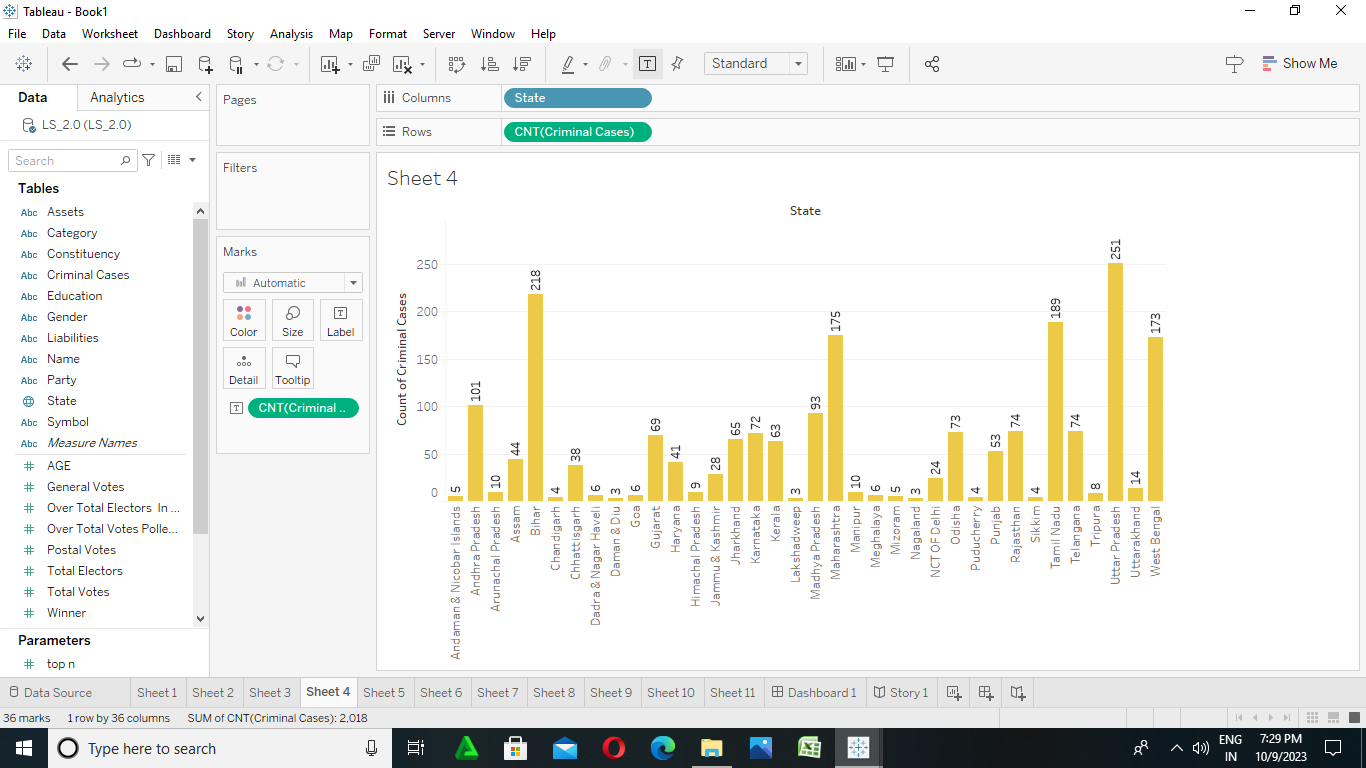 Tableau - Book1
File Data Worksheet Dashboard Story Analysis Map Format Server Window Help
Standard
Show Me
Data Analytics
LS_2.0 (LS_2.0)
Search
Tables
Abc Assets
Abc Category
Abc Constituency
Abc Criminal Cases
Abc Education
Abc Gender
Abc Liabilities
Abc Name
Abc Party
State
Abc Symbol
Abc Measure Names
AGE
General Votes
Over Total Electors In ...
Over Total Votes Polle...
Postal Votes
Total Electors
Total Votes
Winner
Parameters
top n
Pages
Filters
Marks
Automatic
Color Size Label
Detail Tooltip
CNT(Criminal ..
Columns State
Rows CNT(Criminal Cases)
Sheet 4
State
Count of Criminal Cases
250
200
150
100
50
0
5 101 10 44 218 4 38 6 3 6 69 41 9 28 65 72 63 3 93 175 10 6 5 3 24 73 4 53 74 4 189 74 8 251 14 173
Andaman & Nicobar Islands
Andhra Pradesh
Arunachal Pradesh
Assam
Bihar
Chandigarh
Chhattisgarh
Dadra & Nagar Haveli
Daman & Diu
Goa
Gujarat
Haryana
Himachal Pradesh
Jammu & Kashmir
Jharkhand
Karnataka
Kerala
Lakshadweep
Madhya Pradesh
Maharashtra
Manipur
Meghalaya
Mizoram
Nagaland
NCT OF Delhi
Odisha
Puducherry
Punjab
Rajasthan
Sikkim
Tamil Nadu
Telangana
Tripura
Uttar Pradesh
Uttarakhand
West Bengal
Data Source Sheet 1 Sheet 2 Sheet 3 Sheet 4 Sheet 5 Sheet 6 Sheet 7 Sheet 8 Sheet 9 Sheet 10 Sheet 11 Dashboard 1 Story 1
36 marks 1 row by 36 columns SUM of CNT(Criminal Cases): 2,018
Type here to search
ENG 7:29 PM
IN 10/9/2023